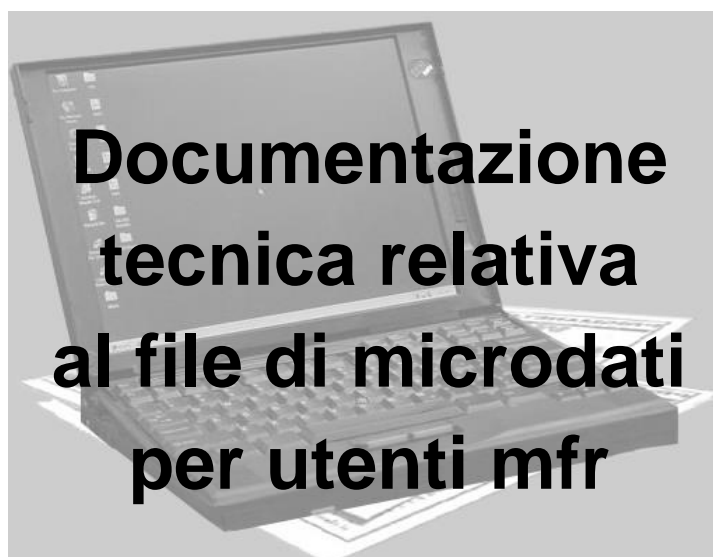 Documentazione
tecnica relativa
al file di microdati
per utenti mfr